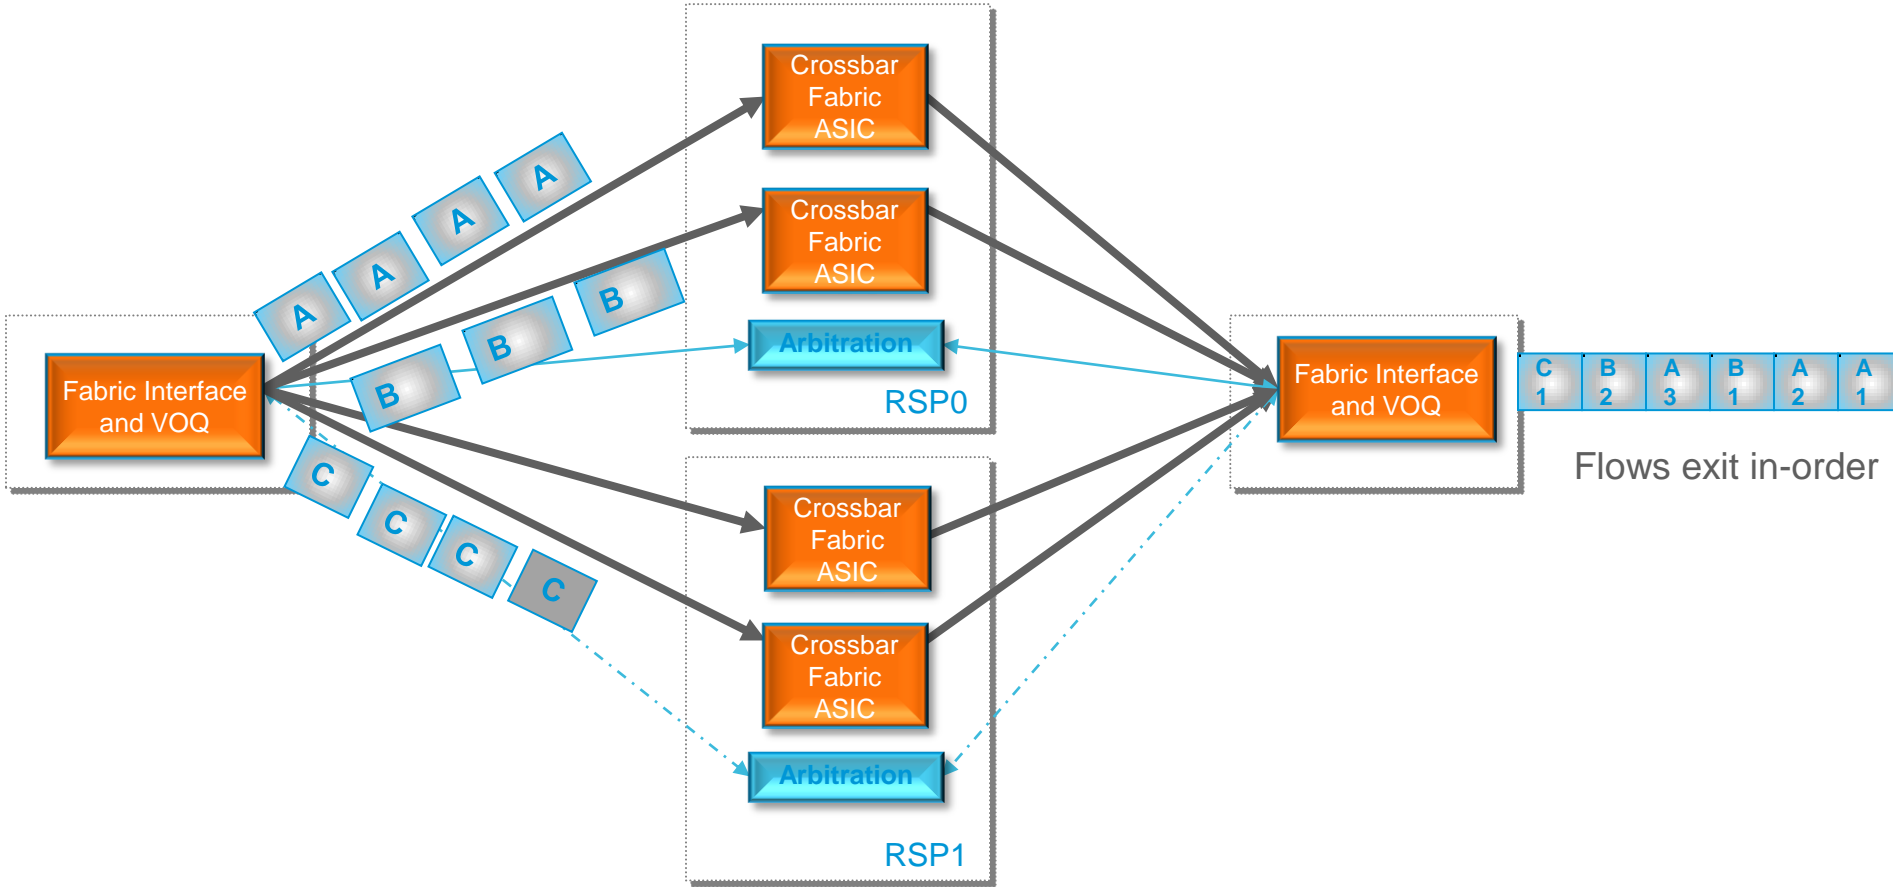 Crossbar
Fabric
ASIC
Crossbar
Fabric
ASIC
Arbitration
RSP0
A
A
A
A
B
B
B
Fabric Interface
and VOQ
C
C
C
C
Crossbar
Fabric
ASIC
Crossbar
Fabric
ASIC
Arbitration
RSP1
Fabric Interface
and VOQ
C B A B A A
1 2 3 1 2 1
Flows exit in-order